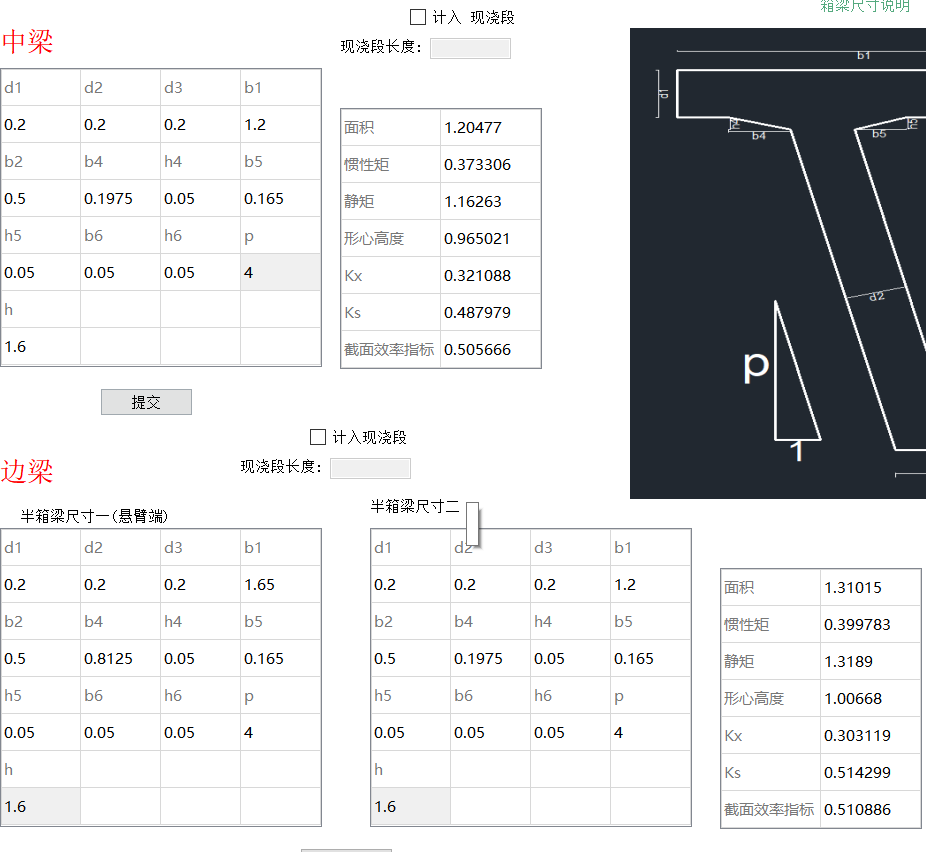 计入 现浇段
箱梁尺寸说明
中梁
现浇段长度：
d1 d2 d3 b1
0.2 0.2 0.2 1.2
b2 b4 h4 b5
0.5 0.1975 0.05 0.165
h5 b6 h6 p
0.05 0.05 0.05 4
h
1.6
面积 1.20477
惯性矩 0.373306
静矩 1.16263
形心高度 0.965021
Kx 0.321088
Ks 0.487979
截面效率指标 0.505666
提交
b1
d1
h4
b4
h5
b5
d2
p
1
计入现浇段
边梁
现浇段长度：
半箱梁尺寸一(悬臂端)
d1 d2 d3 b1
0.2 0.2 0.2 1.65
b2 b4 h4 b5
0.5 0.8125 0.05 0.165
h5 b6 h6 p
0.05 0.05 0.05 4
h
1.6
半箱梁尺寸二
d1 d2 d3 b1
0.2 0.2 0.2 1.2
b2 b4 h4 b5
0.5 0.1975 0.05 0.165
h5 b6 h6 p
0.05 0.05 0.05 4
h
1.6
面积 1.31015
惯性矩 0.399783
静矩 1.3189
形心高度 1.00668
Kx 0.303119
Ks 0.514299
截面效率指标 0.510886